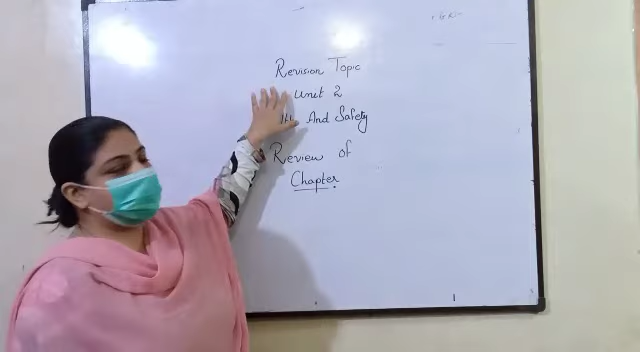 Revision Topic
Unit 2
And Safety
Review of
Chapter